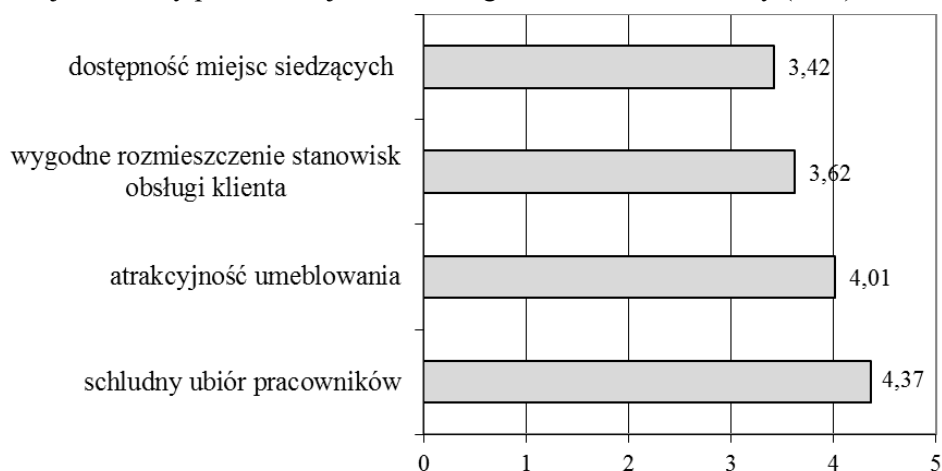 dostępność miejsc siedzących
3,42
wygodne rozmieszczenie stanowisk
obsługi klienta
3,62
atrakcyjność umeblowania
4,01
schludny ubiór pracowników
4,37
0 1 2 3 4 5